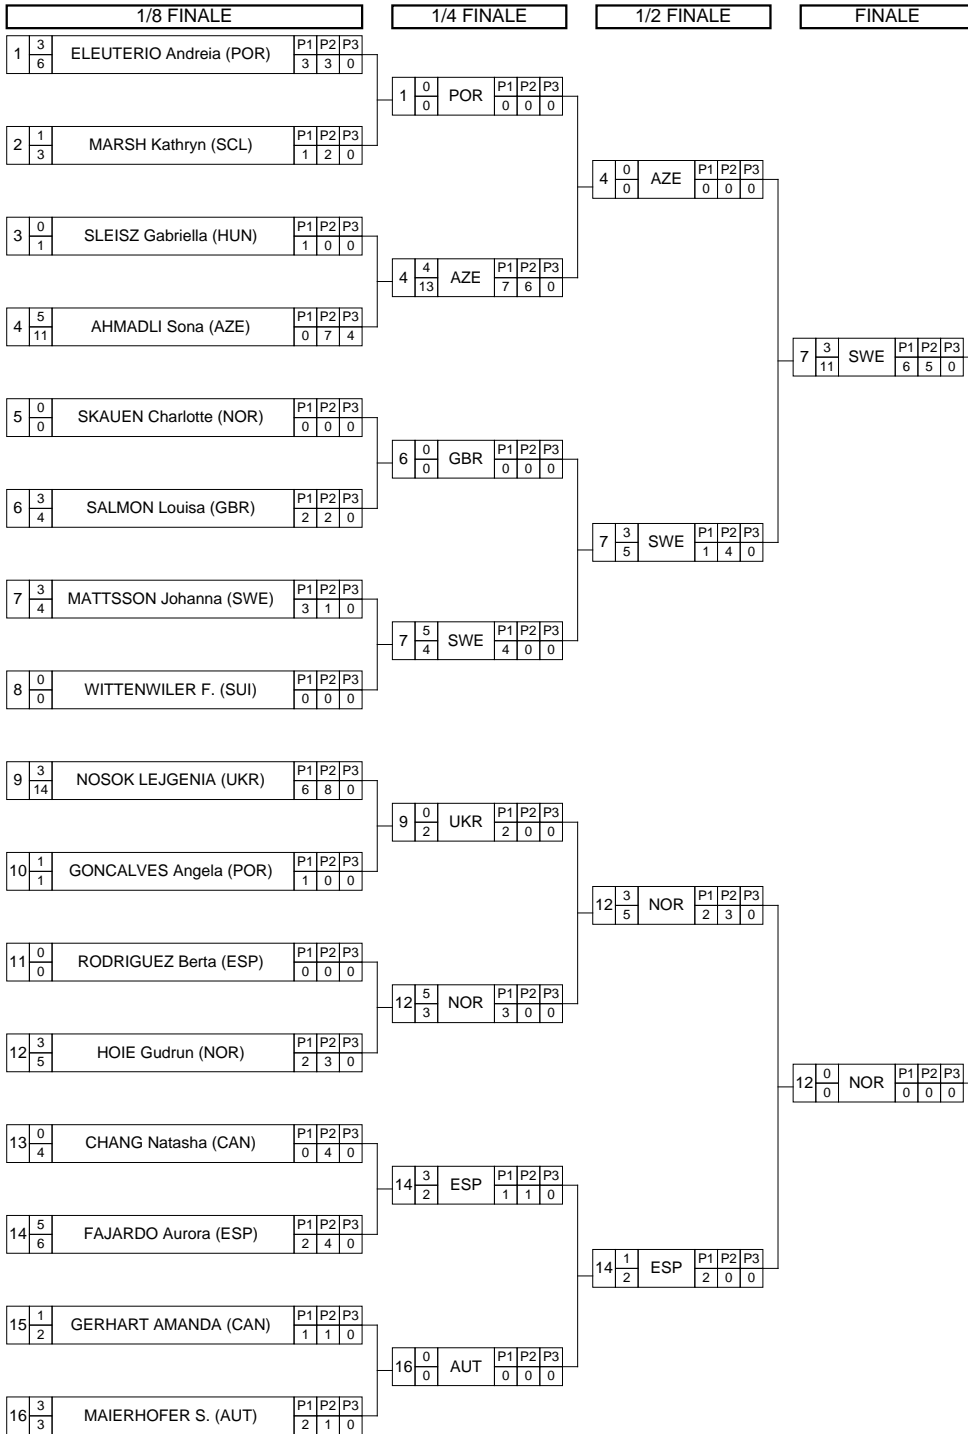 1/8 FINALE 1/4 FINALE 1/2 FINALE FINALE
1 3 6 ELEUTERIO Andreia (POR) P1 P2 P3 3 3 0
2 1 3 MARSH Kathryn (SCL) P1 P2 P3 1 2 0
3 0 1 SLEISZ Gabriella (HUN) P1 P2 P3 1 0 0
4 5 11 AHMADLI Sona (AZE) P1 P2 P3 0 7 4
5 0 0 SKAUEN Charlotte (NOR) P1 P2 P3 0 0 0
6 3 4 SALMON Louisa (GBR) P1 P2 P3 2 2 0
7 3 4 MATTSSON Johanna (SWE) P1 P2 P3 3 1 0
8 0 0 WITTENWILER F. (SUI) P1 P2 P3 0 0 0
9 3 14 NOSOK LEJGENIA (UKR) P1 P2 P3 6 8 0
10 1 1 GONCALVES Angela (POR) P1 P2 P3 1 0 0
11 0 0 RODRIGUEZ Berta (ESP) P1 P2 P3 0 0 0
12 3 5 HOIE Gudrun (NOR) P1 P2 P3 2 3 0
13 0 4 CHANG Natasha (CAN) P1 P2 P3 0 4 0
14 5 6 FAJARDO Aurora (ESP) P1 P2 P3 2 4 0
15 1 2 GERHART AMANDA (CAN) P1 P2 P3 1 1 0
16 3 3 MAIERHOFER S. (AUT) P1 P2 P3 2 1 0
1 0 0 POR P1 P2 P3 0 0 0
4 4 13 AZE P1 P2 P3 7 6 0
6 0 0 GBR P1 P2 P3 0 0 0
7 5 4 SWE P1 P2 P3 4 0 0
9 0 2 UKR P1 P2 P3 2 0 0
12 5 3 NOR P1 P2 P3 3 0 0
14 3 2 ESP P1 P2 P3 1 1 0
16 0 0 AUT P1 P2 P3 0 0 0
4 0 0 AZE P1 P2 P3 0 0 0
7 3 5 SWE P1 P2 P3 1 4 0
12 3 5 NOR P1 P2 P3 2 3 0
14 1 2 ESP P1 P2 P3 2 0 0
7 3 11 SWE P1 P2 P3 6 5 0
12 0 0 NOR P1 P2 P3 0 0 0